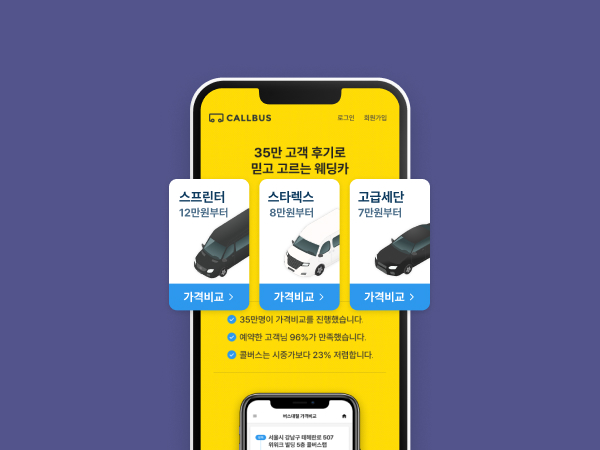 CALLBUS
로그인 회원가입
35만 고객 후기로
믿고 고르는 웨딩카
스프린터
12만원부터
가격비교
스타렉스
8만원부터
가격비교
고급세단
7만원부터
가격비교
35만명이 가격비교를 진행했습니다.
예약한 고객님 96%가 만족했습니다.
콜버스는 시중가보다 23% 저렴합니다.
버스대절 가격비교
서울시 강남구 테헤란로 507
위워크 빌딩 5층 콜버스랩